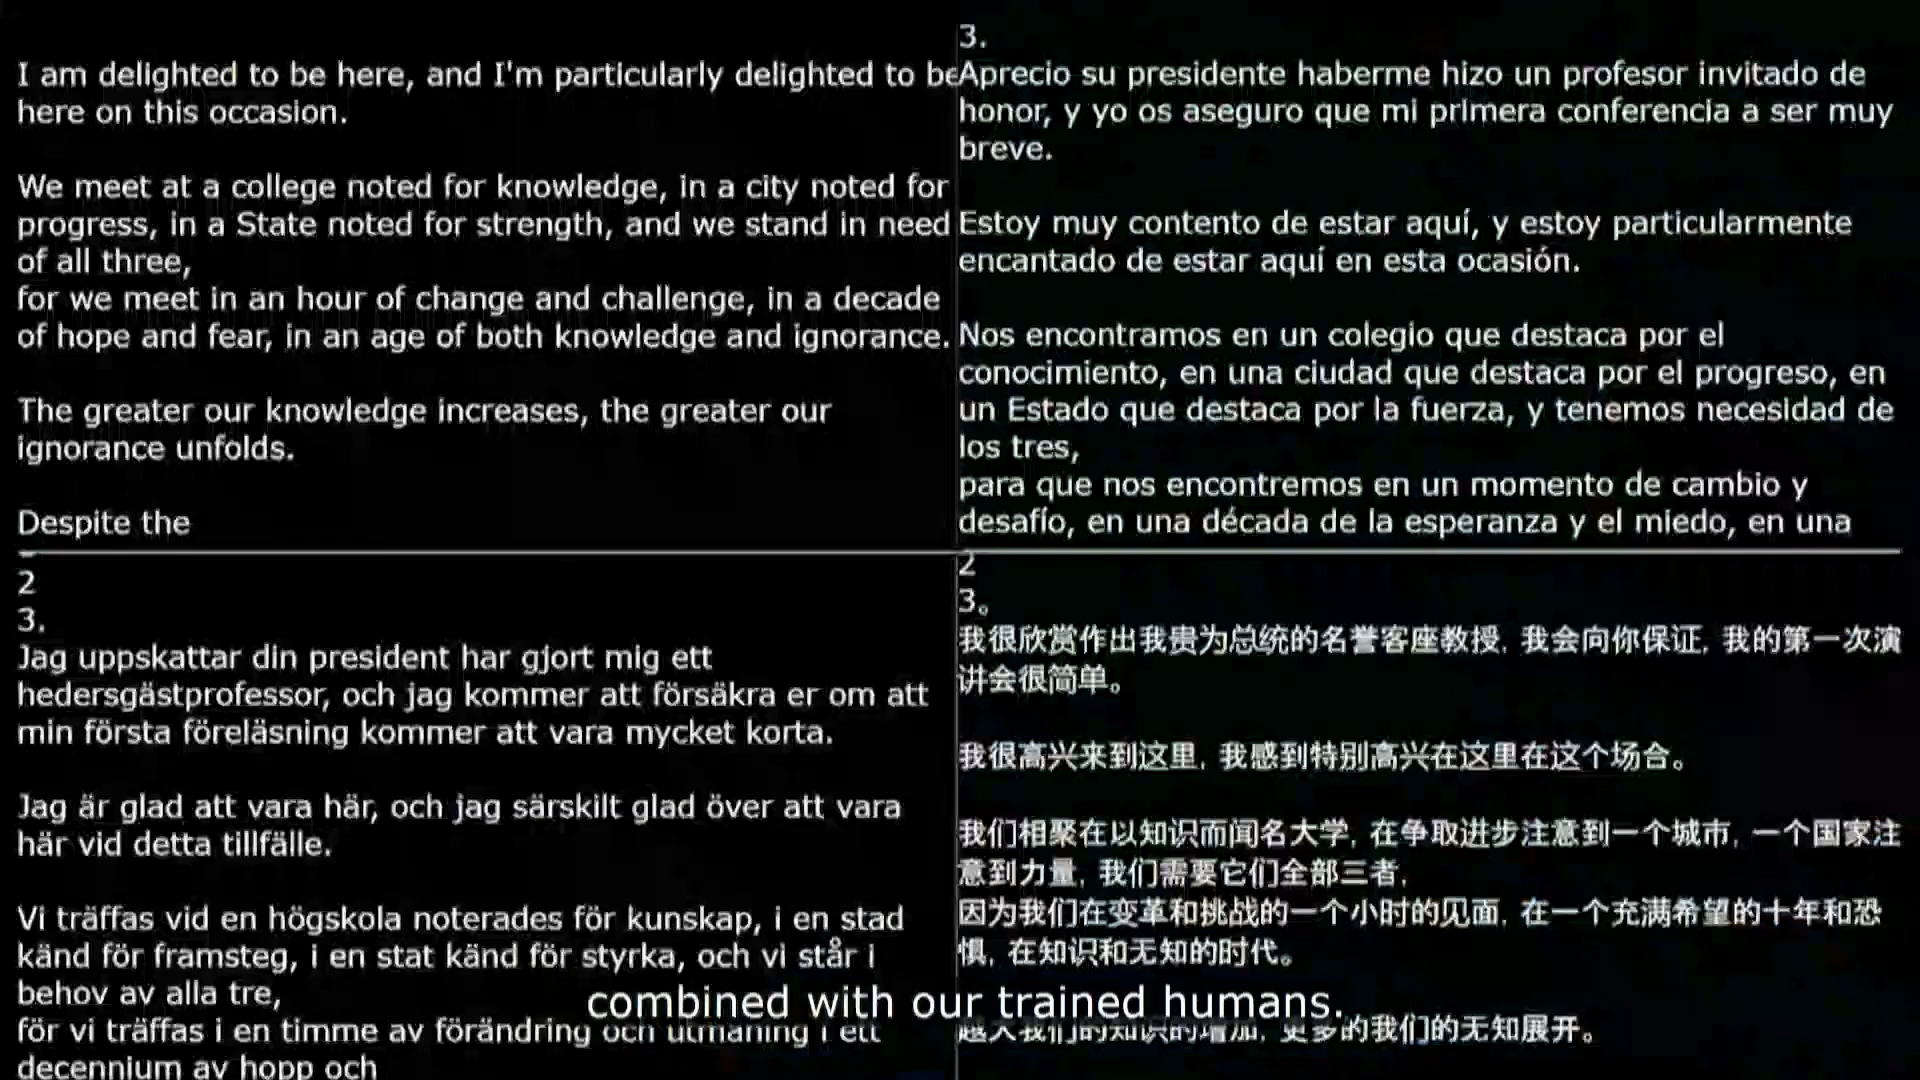 I am delighted to be here, and I'm particularly delighted to be
here on this occasion.
We meet at a college noted for knowledge, in a city noted for
progress, in a State noted for strength, and we stand in need
of all three,
for we meet in an hour of change and challenge, in a decade
of hope and fear, in an age of both knowledge and ignorance.
The greater our knowledge increases, the greater our
ignorance unfolds.
Despite the
3.
Aprecio su presidente haberme hizo un profesor invitado de
honor, y yo os aseguro que mi primera conferencia a ser muy
breve.
Estoy muy contento de estar aquí, y estoy particularmente
encantado de estar aquí en esta ocasión.
Nos encontramos en un colegio que destaca por el
conocimiento, en una ciudad que destaca por el progreso, en
un Estado que destaca por la fuerza, y tenemos necesidad de
los tres,
para que nos encontremos en un momento de cambio y
desafío, en una década de la esperanza y el miedo, en una
2
3.
Jag uppskattar din president har gjort mig ett
hedersgästprofessor, och jag kommer att försäkra er om att
min första föreläsning kommer att vara mycket korta.
Jag är glad att vara här, och jag särskilt glad över att vara
här vid detta tillfälle.
Vi träffas vid en högskola noterades för kunskap, i en stad
känd för framsteg, i en stat känd för styrka, och vi står i
behov av alla tre,
för vi träffas i en timme av förändring och utmaning i ett
decennium av hopp och
2
3。
我很欣赏作出我贵为总统的名誉客座教授, 我会向你保证, 我的第一次演
讲会很简单。
我很高兴来到这里, 我感到特别高兴在这里在这个场合。
我们相聚在以知识而闻名大学, 在争取进步注意到一个城市, 一个国家注
意到力量, 我们需要它们全部三者,
因为我们在变革和挑战的一个小时的见面, 在一个充满希望的十年和恐
惧, 在知识和无知的时代。
越大我们的知识的增加, 更多的我们的无知展开。
combined with our trained humans.